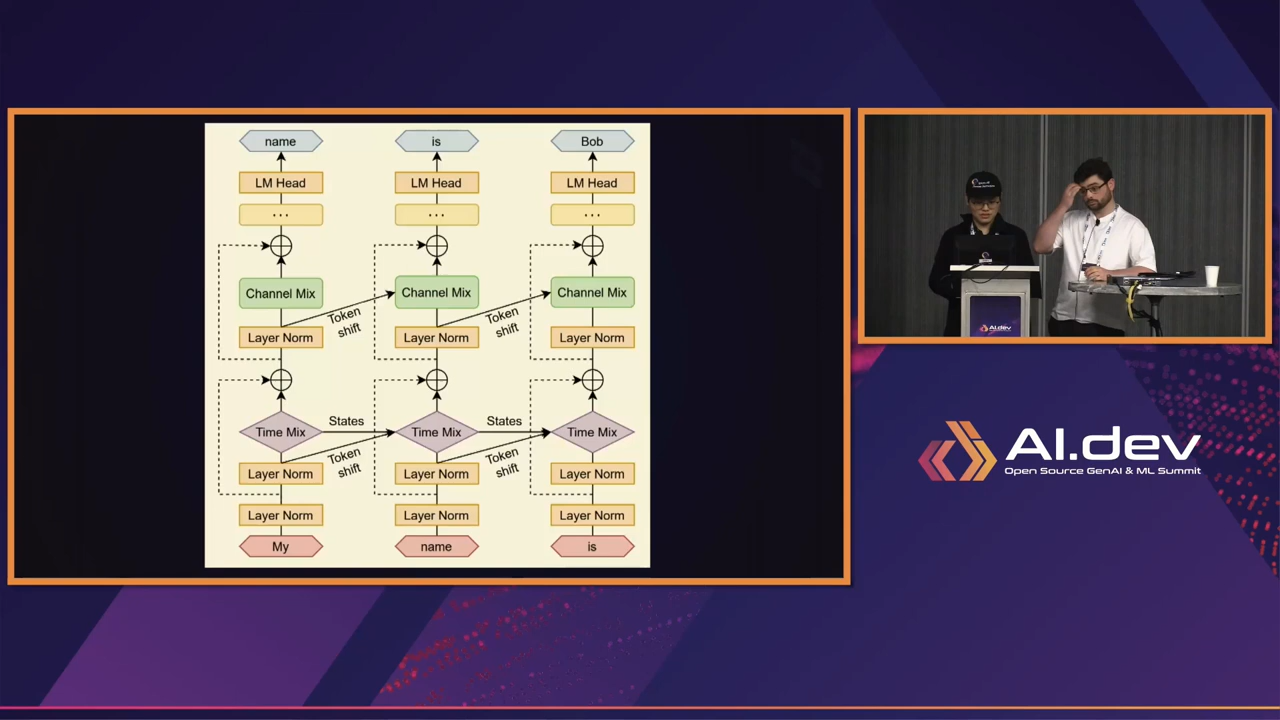 name is Bob
LM Head LM Head LM Head
... ... ...
Channel Mix Channel Mix Channel Mix
Token shift Token shift
Layer Norm Layer Norm Layer Norm
States States
Time Mix Time Mix Time Mix
Token shift Token shift
Layer Norm Layer Norm Layer Norm
Layer Norm Layer Norm Layer Norm
My name is
AI.dev
AI.dev
Open Source GenAI & ML Summit